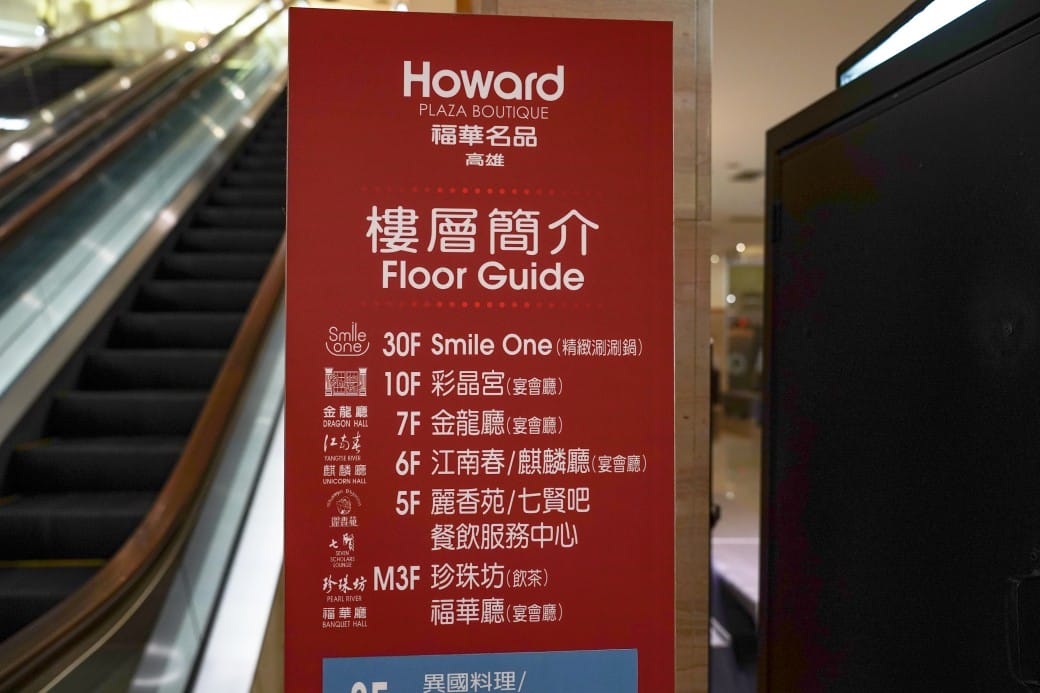 Howard
PLAZA BOUTIQUE
福華名品
高雄
樓層簡介
Floor Guide
Smile one 30F Smile One (精緻涮涮鍋)
10F 彩晶宮 (宴會廳)
金龍廳 DRAGON HALL 7F 金龍廳 (宴會廳)
江南春 YANGTSE RIVER 麒麟廳 UNICORN HALL 6F 江南春/麒麟廳 (宴會廳)
麗香苑 5F 麗香苑/七賢吧
七賢 SEVEN SCHOLARS LOUNGE 餐飲服務中心
珍珠坊 PEARL RIVER M3F 珍珠坊 (飲茶)
福華廳 BANQUET HALL 福華廳 (宴會廳)
異國料理/